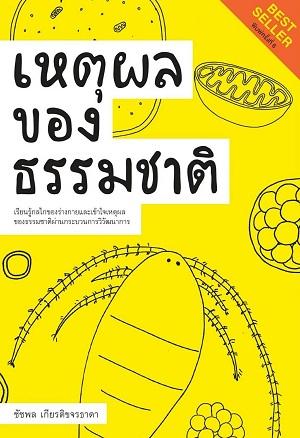 BEST
SELLER
พิมพ์ครั้งที่ 6
เหตุผล
ของ
ธรรมชาติ
เรียนรู้กลไกของร่างกายและเข้าใจเหตุผล
ของธรรมชาติผ่านกระบวนการวิวัฒนาการ
ชัชพล เกียรติขจรธาดา